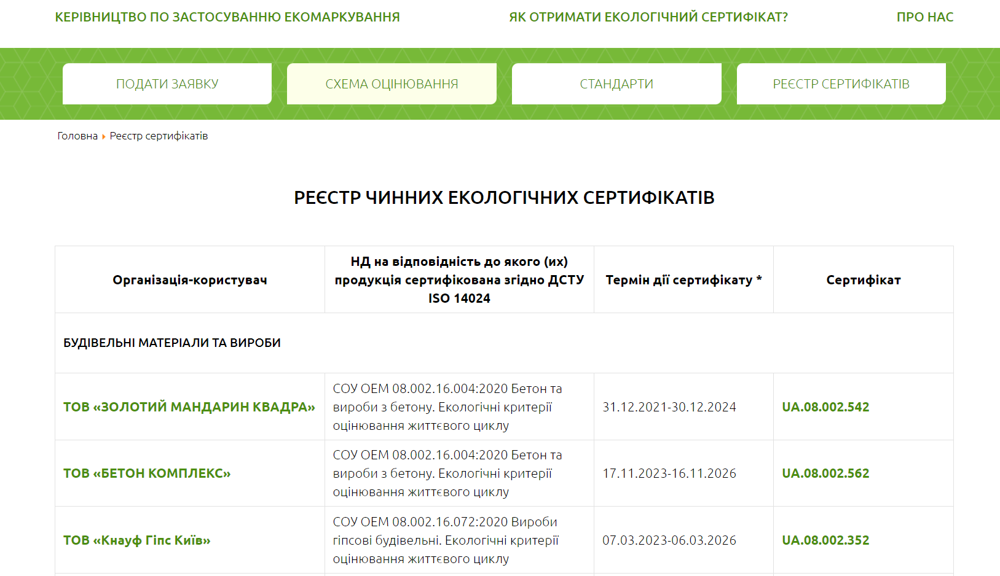 КЕРІВНИЦТВО ПО ЗАСТОСУВАННЮ ЕКОМАРКУВАННЯ
ЯК ОТРИМАТИ ЕКОЛОГІЧНИЙ СЕРТИФІКАТ?
ПРО НАС
ПОДАТИ ЗАЯВКУ
СХЕМА ОЦІНЮВАННЯ
СТАНДАРТИ
РЕЄСТР СЕРТИФІКАТІВ
Головна
Реєстр сертифікатів
РЕЄСТР ЧИННИХ ЕКОЛОГІЧНИХ СЕРТИФІКАТІВ
Організація-користувач
НД на відповідність до якого (их)
продукція сертифікована згідно ДСТУ
ISO 14024
Термін дії сертифікату *
Сертифікат
БУДІВЕЛЬНІ МАТЕРІАЛИ ТА ВИРОБИ
ТОВ «ЗОЛОТИЙ МАНДАРИН КВАДРА»
СОУ ОЕМ 08.002.16.004:2020 Бетон та
вироби з бетону. Екологічні критерії
оцінювання життєвого циклу
31.12.2021-30.12.2024
UA.08.002.542
ТОВ «БЕТОН КОМПЛЕКС»
СОУ ОЕМ 08.002.16.004:2020 Бетон та
вироби з бетону. Екологічні критерії
оцінювання життєвого циклу
17.11.2023-16.11.2026
UA.08.002.562
ТОВ «Кнауф Гіпс Київ»
СОУ ОЕМ 08.002.16.072:2020 Вироби
гіпсові будівельні. Екологічні критерії
оцінювання життєвого циклу
07.03.2023-06.03.2026
UA.08.002.352